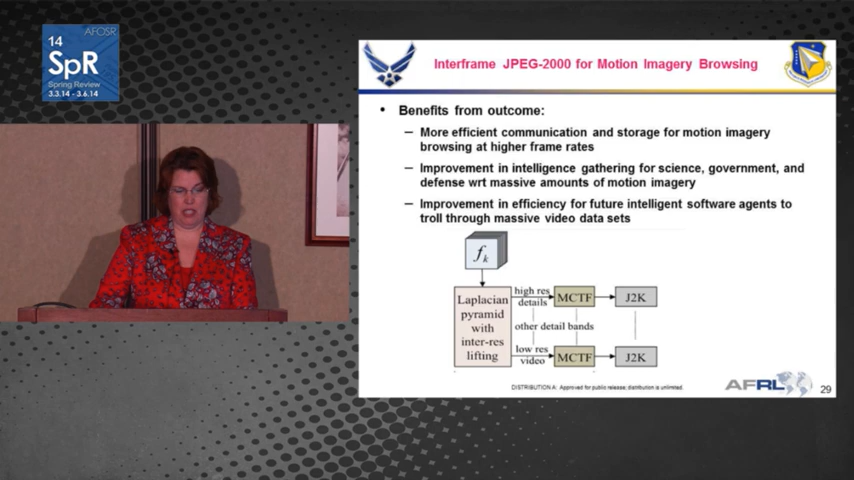 AFOSR
14
SpR
Spring Review
3.3.14 - 3.6.14
Interframe JPEG-2000 for Motion Imagery Browsing
• Benefits from outcome:
– More efficient communication and storage for motion imagery
browsing at higher frame rates
– Improvement in intelligence gathering for science, government, and
defense wrt massive amounts of motion imagery
– Improvement in efficiency for future intelligent software agents to
troll through massive video data sets
fk
Laplacian
pyramid
with
inter-res
lifting
high res
details
MCTF
J2K
other detail bands
low res
video
MCTF
J2K
DISTRIBUTION A: Approved for public release; distribution is unlimited.
AFRL
29